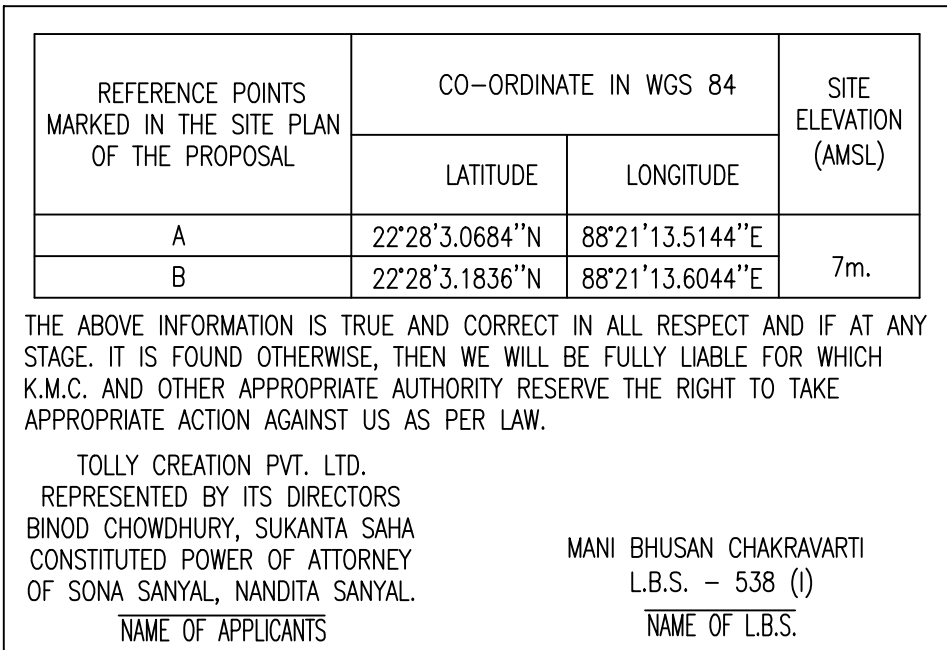 REFERENCE POINTS
MARKED IN THE SITE PLAN
OF THE PROPOSAL
CO-ORDINATE IN WGS 84
SITE
ELEVATION
(AMSL)
LATITUDE LONGITUDE
A 22°28'3.0684''N 88°21'13.5144''E
B 22°28'3.1836''N 88°21'13.6044''E
7m.
THE ABOVE INFORMATION IS TRUE AND CORRECT IN ALL RESPECT AND IF AT ANY
STAGE. IT IS FOUND OTHERWISE, THEN WE WILL BE FULLY LIABLE FOR WHICH
K.M.C. AND OTHER APPROPRIATE AUTHORITY RESERVE THE RIGHT TO TAKE
APPROPRIATE ACTION AGAINST US AS PER LAW.
TOLLY CREATION PVT. LTD.
REPRESENTED BY ITS DIRECTORS
BINOD CHOWDHURY, SUKANTA SAHA
CONSTITUTED POWER OF ATTORNEY
OF SONA SANYAL, NANDITA SANYAL.
NAME OF APPLICANTS
MANI BHUSAN CHAKRAVARTI
L.B.S. - 538 (I)
NAME OF L.B.S.